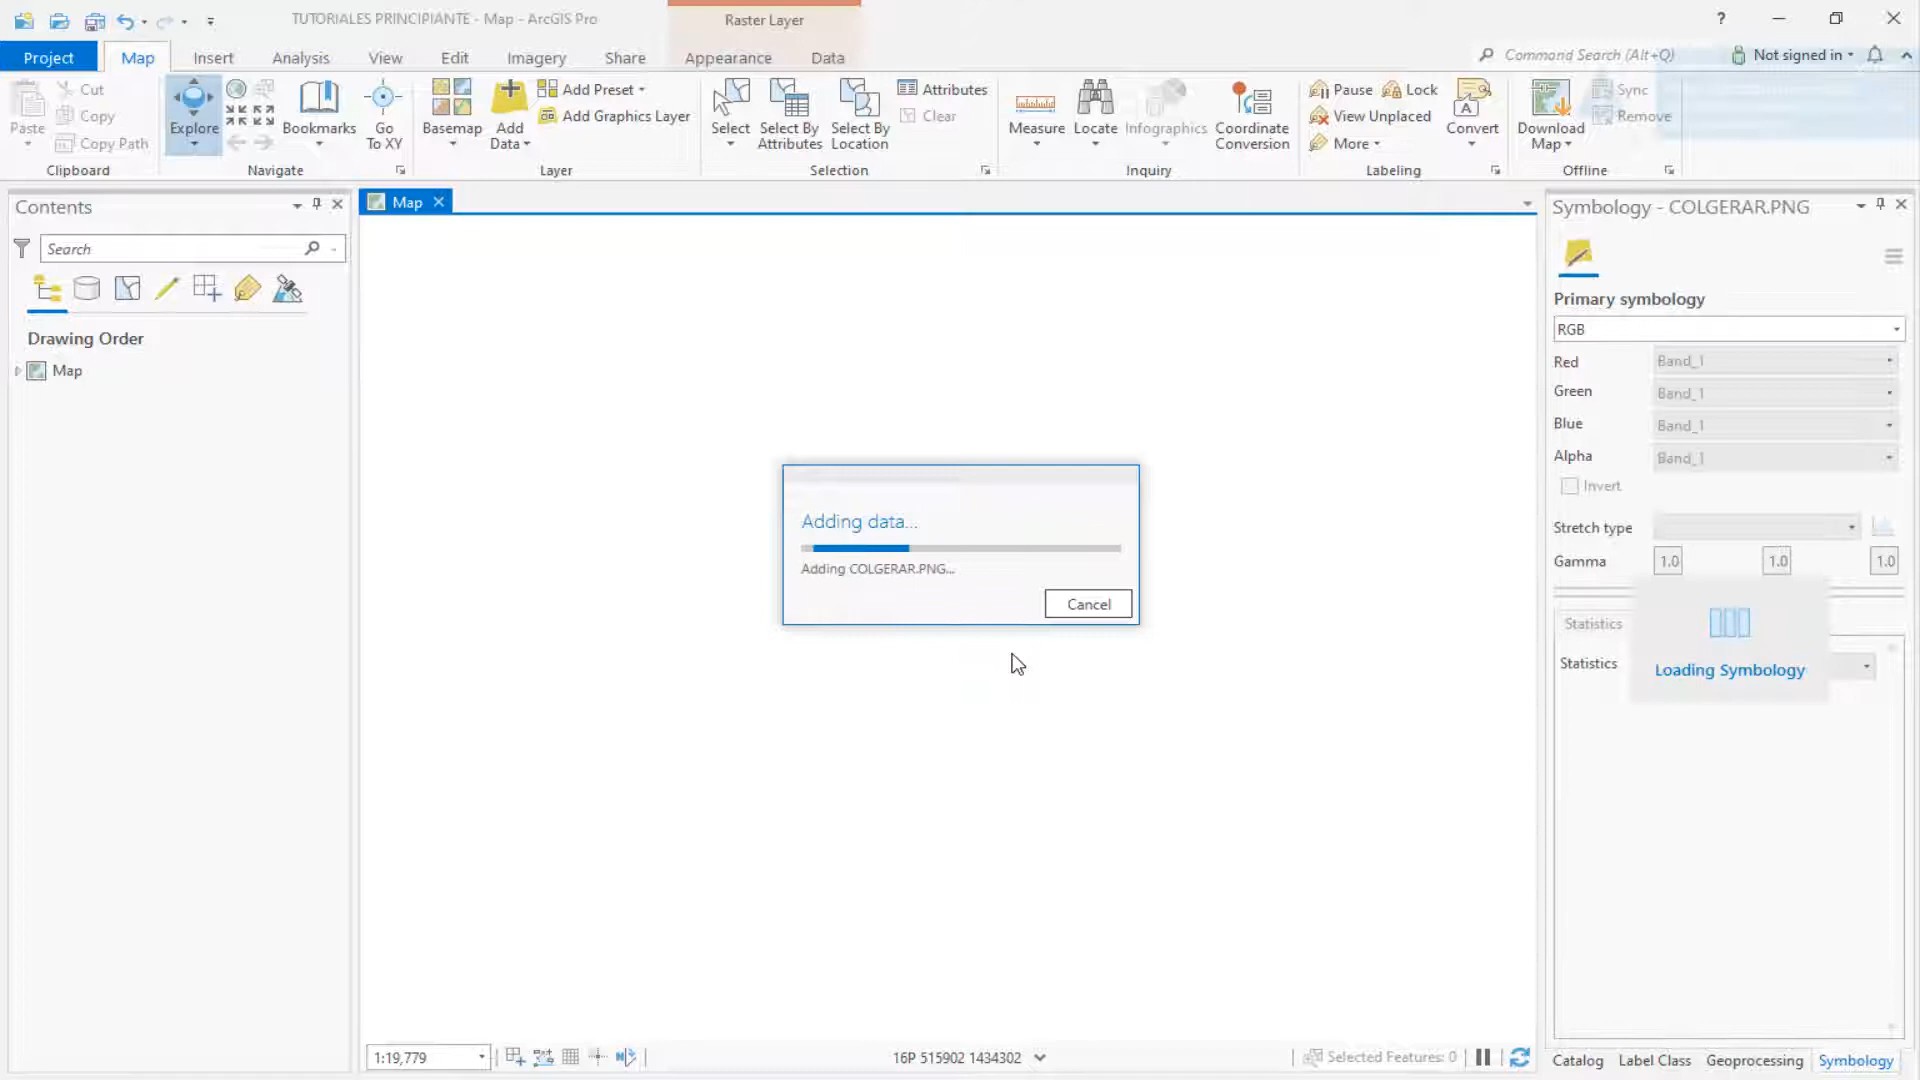 TUTORIALES PRINCIPIANTE - Map - ArcGIS Pro
Raster Layer
?
Project Map Insert Analysis View Edit Imagery Share Appearance Data
Command Search (Alt+Q)
Not signed in
Paste
Cut
Copy
Copy Path
Clipboard
Explore
Bookmarks
Go
To XY
Navigate
Basemap
Add
Data
Add Preset
Add Graphics Layer
Layer
Select
Select By
Attributes
Select By
Location
Attributes
Clear
Selection
Measure
Locate
Infographics
Coordinate
Conversion
Inquiry
Pause Lock
View Unplaced
More
Convert
Labeling
Download
Map
Sync
Remove
Offline
Contents
Search
Drawing Order
Map
Map
Adding data...
Adding COLGERAR.PNG...
Cancel
1:19,779
16P 515902 1434302
Selected Features: 0
Symbology - COLGERAR.PNG
Primary symbology
RGB
Red Band_1
Green Band_1
Blue Band_1
Alpha Band_1
Invert
Stretch type
Gamma 1.0 1.0 1.0
Statistics
Statistics
Loading Symbology
Catalog Label Class Geoprocessing Symbology